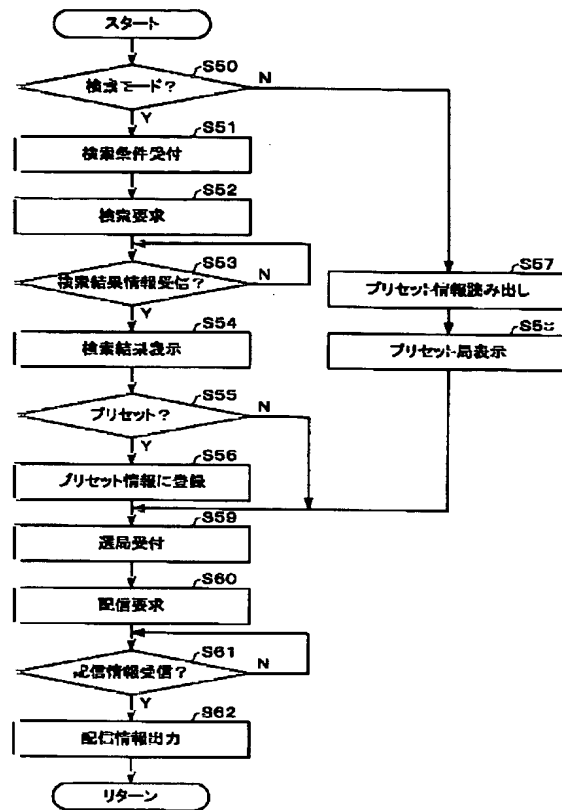 スタート
S50
検索モード?
N
Y
S51
検索条件受付
S52
検索要求
S53
検索結果情報受信?
N
Y
S54
検索結果表示
S55
プリセット?
N
Y
S56
プリセット情報に登録
S57
プリセット情報読み出し
プリセット局表示
S59
選局受付
S60
配信要求
S61
配信情報受信?
N
Y
S62
配信情報出力
リターン